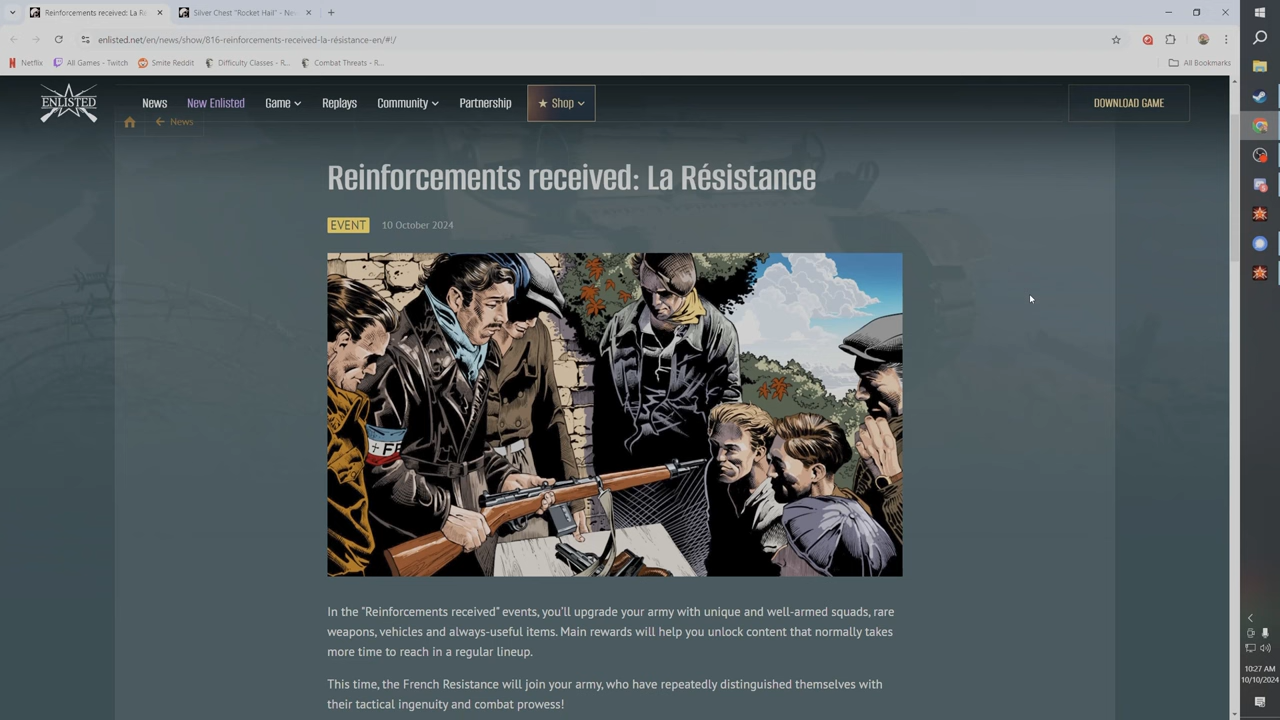 Reinforcements received: La Ré
Silver Chest "Rocket Hail" - Nev
enlisted.net/en/news/show/816-reinforcements-received-la-résistance-en/#!/
Netflix
All Games - Twitch
Smite Reddit
Difficulty Classes - R...
Combat Threats - R...
All Bookmarks
ENLISTED
News
New Enlisted
Game
Replays
Community
Partnership
★ Shop
DOWNLOAD GAME
← News
Reinforcements received: La Résistance
EVENT
10 October 2024
FF
In the "Reinforcements received" events, you'll upgrade your army with unique and well-armed squads, rare
weapons, vehicles and always-useful items. Main rewards will help you unlock content that normally takes
more time to reach in a regular lineup.
This time, the French Resistance will join your army, who have repeatedly distinguished themselves with
their tactical ingenuity and combat prowess!
10:27 AM
10/10/2024